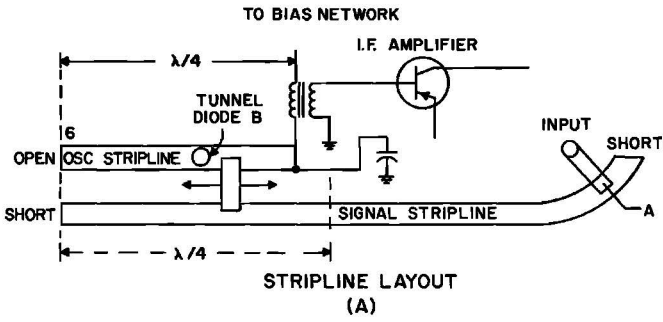 TO BIAS NETWORK
I.F. AMPLIFIER
λ/4
TUNNEL
DIODE B
INPUT
SHORT
6
OPEN
OSC STRIPLINE
SHORT
SIGNAL STRIPLINE
A
λ/4
STRIPLINE LAYOUT
(A)